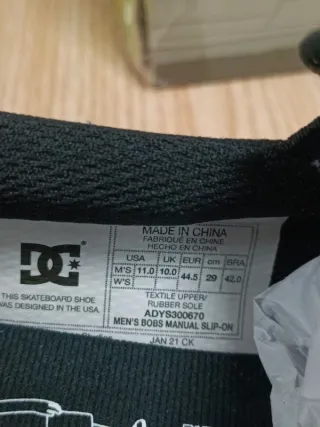 MADE IN CHINA
FABRIQUÉ EN CHINE
HECHO EN CHINA
USA UK EUR cm BRA
M'S 11.0 10.0 44.5 29 42.0
W'S
DC
THIS SKATEBOARD SHOE
WAS DESIGNED IN THE USA.
TEXTILE UPPER/
RUBBER SOLE
ADYS300670
MEN'S BOBS MANUAL SLIP-ON
JAN 21 CK